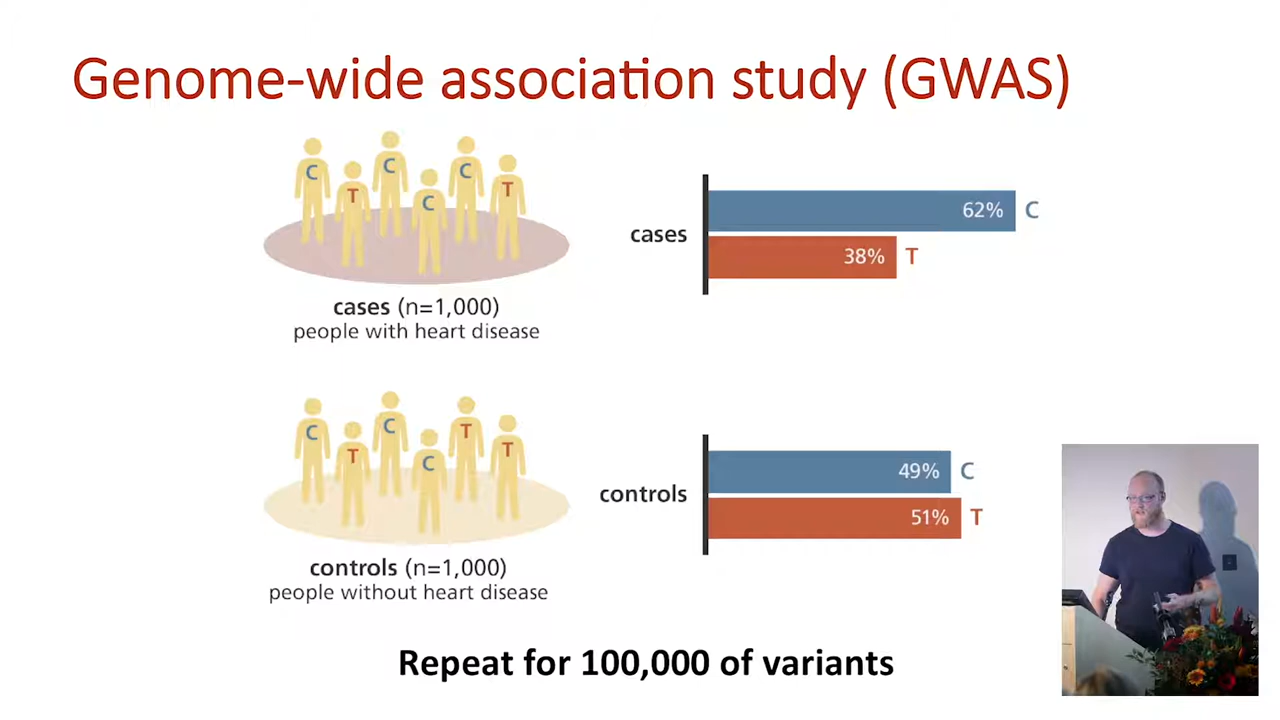 Genome-wide association study (GWAS)
C
C
C
T
C
T
cases (n=1,000)
people with heart disease
cases
62% C
38% T
C
C
T
T
C
T
controls (n=1,000)
people without heart disease
controls
49% C
51% T
Repeat for 100,000 of variants